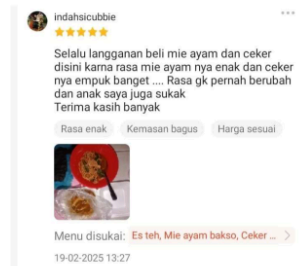 indahsicubbie
Selalu langganan beli mie ayam dan ceker
disini karna rasa mie ayam nya enak dan ceker
nya empuk banget .... Rasa gk pernah berubah
dan anak saya juga sukak
Terima kasih banyak
Rasa enak Kemasan bagus Harga sesuai
Menu disukai: Es teh, Mie ayam bakso, Ceker ...
19-02-2025 13:27